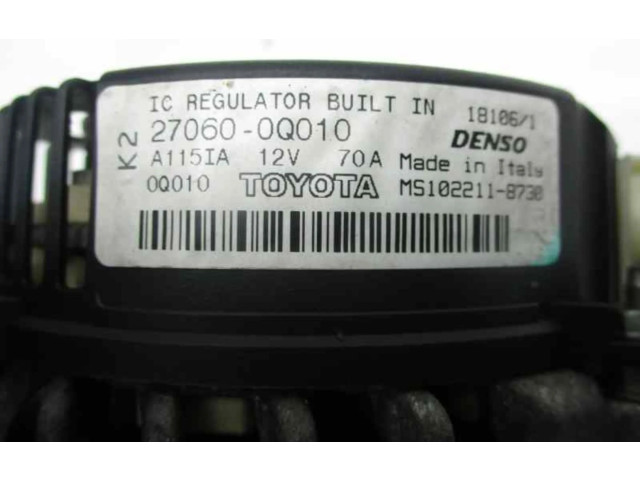 IC REGULATOR BUILT IN 18106/1
K2 27060-0Q010 DENSO
A115IA 12V 70A Made in Italy
0Q010 TOYOTA MS102211-8730